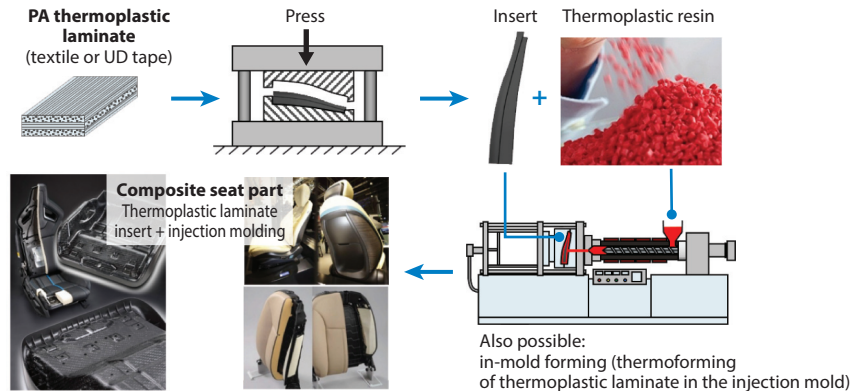 PA thermoplastic
laminate
(textile or UD tape)
Press
Insert
Thermoplastic resin
+
Composite seat part
Thermoplastic laminate
insert + injection molding
Also possible:
in-mold forming (thermoforming
of thermoplastic laminate in the injection mold)